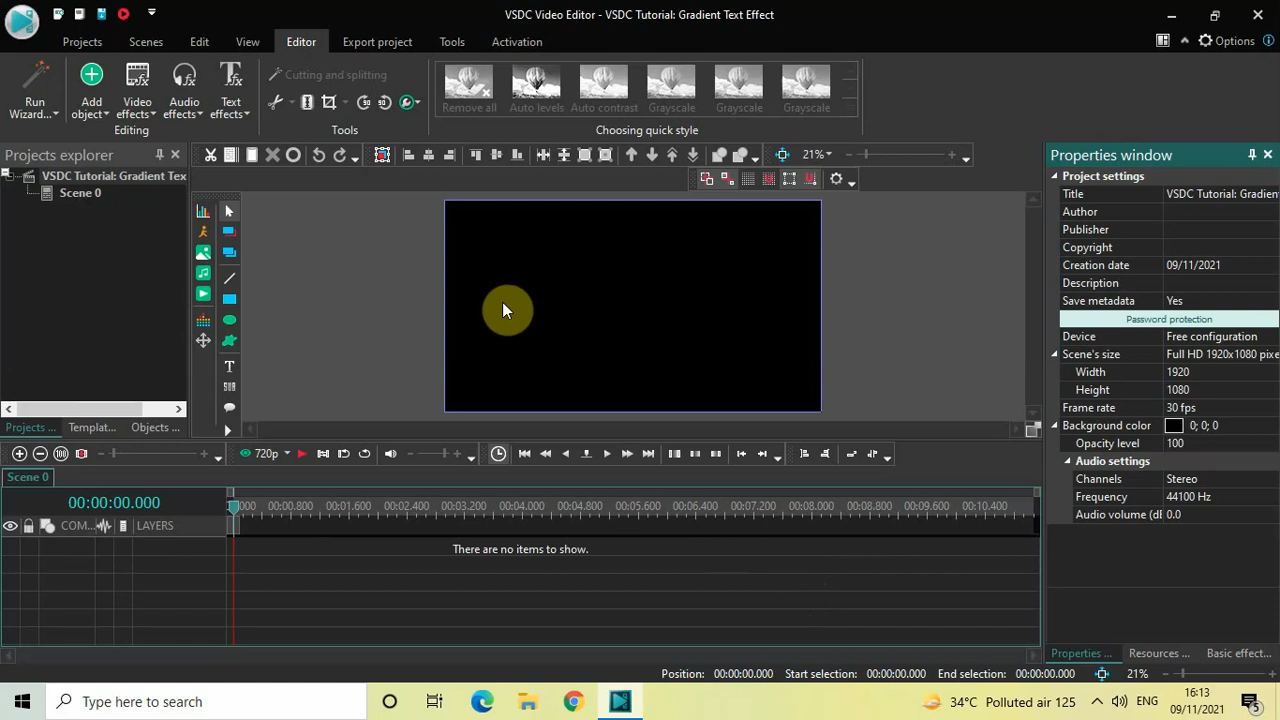 VSDC Video Editor - VSDC Tutorial: Gradient Text Effect
Projects Scenes Edit View Editor Export project Tools Activation
Options
Run Wizard...
Add object
Video effects
Audio effects
Text effects
Cutting and splitting
Remove all Auto levels Auto contrast Grayscale Grayscale Grayscale
Editing Tools Choosing quick style
Projects explorer
21%
Properties window
VSDC Tutorial: Gradient Tex
Scene 0
Project settings
Title VSDC Tutorial: Gradien
Author
Publisher
Copyright
Creation date 09/11/2021
Description
Save metadata Yes
Password protection
Device Free configuration
Scene's size Full HD 1920x1080 pixe
Width 1920
Height 1080
Frame rate 30 fps
Background color 0; 0; 0
Opacity level 100
Audio settings
Channels Stereo
Frequency 44100 Hz
Audio volume (dB 0.0
T
SUB
Projects ... Templat... Objects ...
720p
Scene 0
00:00:00.000
000 00:00.800 00:01.600 00:02.400 00:03.200 00:04.000 00:04.800 00:05.600 00:06.400 00:07.200 00:08.000 00:08.800 00:09.600 00:10.400
COM... LAYERS
There are no items to show.
Properties ... Resources ... Basic effect...
Position: 00:00:00.000 Start selection: 00:00:00.000 End selection: 00:00:00.000 21%
Type here to search
34°C Polluted air 125
ENG
16:13
09/11/2021
5